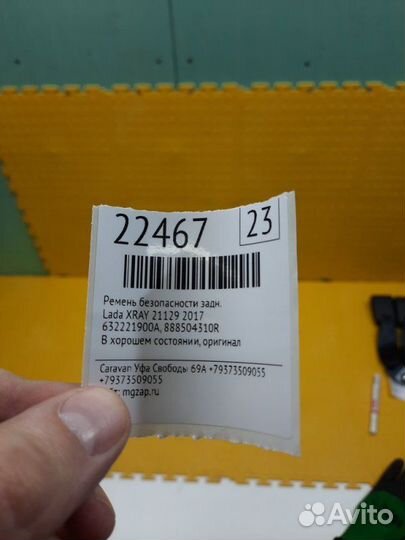 22467
23
Ремень безопасности задн.
Lada XRAY 21129 2017
632221900A, 888504310R
В хорошем состоянии, оригинал
Caravan Уфа Свободы 69А +79373509055
+79373509055
mgzap.ru
Avito